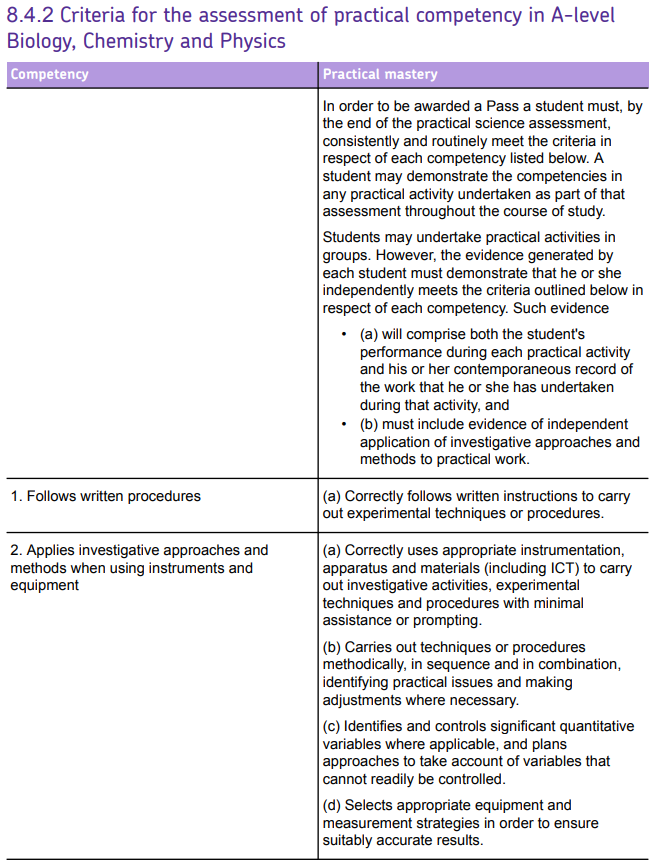 8.4.2 Criteria for the assessment of practical competency in A-level
Biology, Chemistry and Physics
Competency
Practical mastery
In order to be awarded a Pass a student must, by
the end of the practical science assessment,
consistently and routinely meet the criteria in
respect of each competency listed below. A
student may demonstrate the competencies in
any practical activity undertaken as part of that
assessment throughout the course of study.
Students may undertake practical activities in
groups. However, the evidence generated by
each student must demonstrate that he or she
independently meets the criteria outlined below in
respect of each competency. Such evidence
• (a) will comprise both the student's
performance during each practical activity
and his or her contemporaneous record of
the work that he or she has undertaken
during that activity, and
• (b) must include evidence of independent
application of investigative approaches and
methods to practical work.
1. Follows written procedures
(a) Correctly follows written instructions to carry
out experimental techniques or procedures.
2. Applies investigative approaches and
methods when using instruments and
equipment
(a) Correctly uses appropriate instrumentation,
apparatus and materials (including ICT) to carry
out investigative activities, experimental
techniques and procedures with minimal
assistance or prompting.
(b) Carries out techniques or procedures
methodically, in sequence and in combination,
identifying practical issues and making
adjustments where necessary.
(c) Identifies and controls significant quantitative
variables where applicable, and plans
approaches to take account of variables that
cannot readily be controlled.
(d) Selects appropriate equipment and
measurement strategies in order to ensure
suitably accurate results.